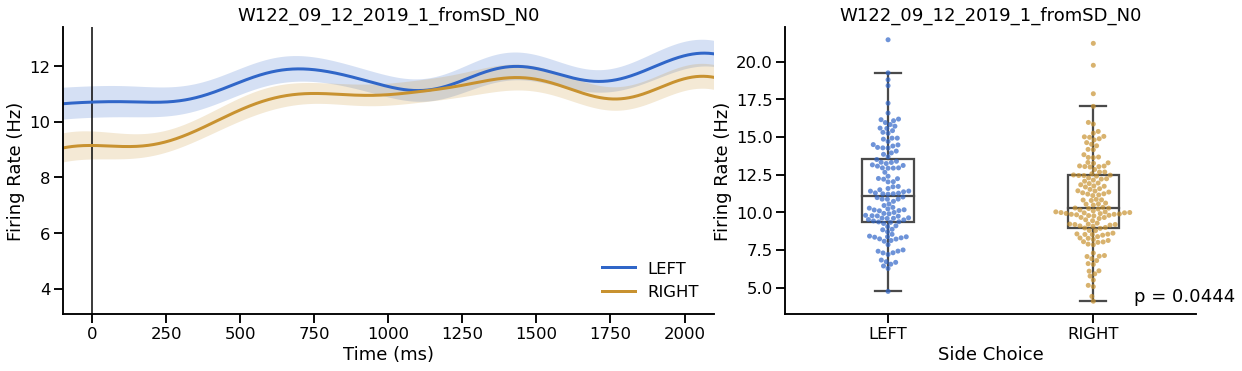 W122_09_12_2019_1_fromSD_N0
Firing Rate (Hz)
12
10
8
6
4
LEFT
RIGHT
0 250 500 750 1000 1250 1500 1750 2000
Time (ms)
W122_09_12_2019_1_fromSD_N0
Firing Rate (Hz)
20.0
17.5
15.0
12.5
10.0
7.5
5.0
p = 0.0444
LEFT RIGHT
Side Choice